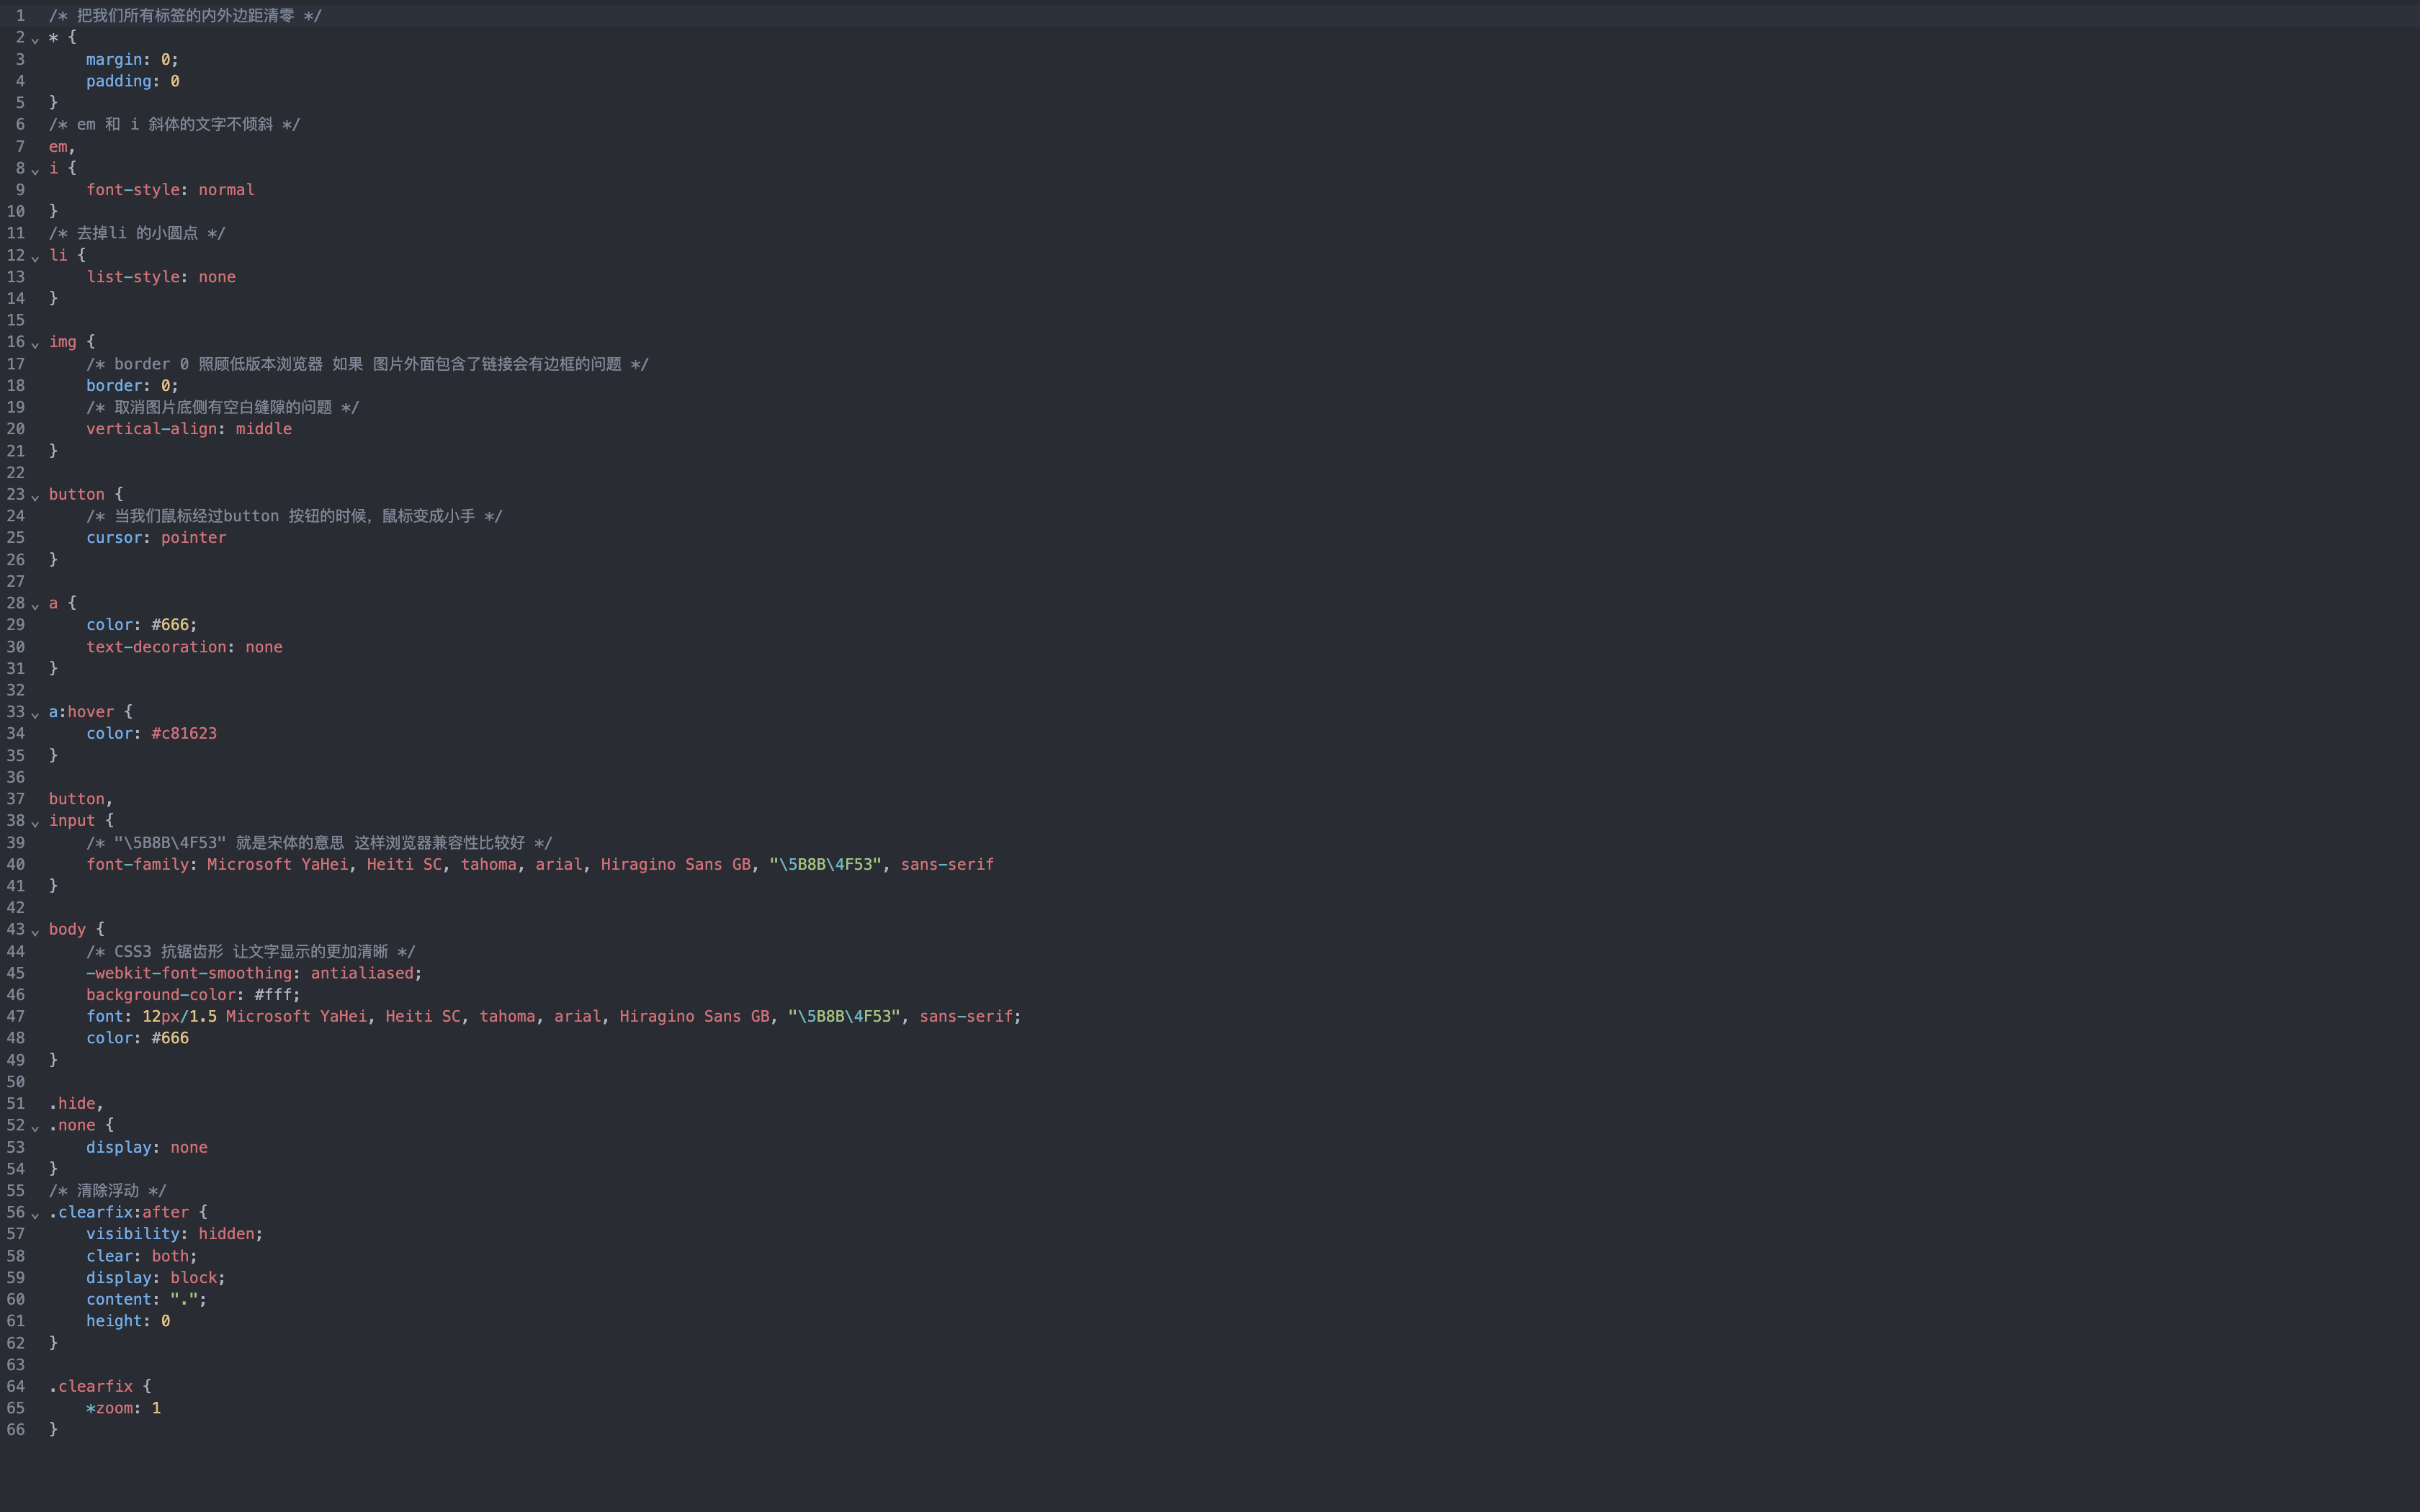 1 /* 把我们所有标签的内外边距清零 */
2 * {
3 margin: 0;
4 padding: 0
5 }
6 /* em 和 i 斜体的文字不倾斜 */
7 em,
8 i {
9 font-style: normal
10 }
11 /* 去掉li 的小圆点 */
12 li {
13 list-style: none
14 }
15
16 img {
17 /* border 0 照顾低版本浏览器 如果 图片外面包含了链接会有边框的问题 */
18 border: 0;
19 /* 取消图片底侧有空白缝隙的问题 */
20 vertical-align: middle
21 }
22
23 button {
24 /* 当我们鼠标经过button 按钮的时候，鼠标变成小手 */
25 cursor: pointer
26 }
27
28 a {
29 color: #666;
30 text-decoration: none
31 }
32
33 a:hover {
34 color: #c81623
35 }
36
37 button,
38 input {
39 /* "\5B8B\4F53" 就是宋体的意思 这样浏览器兼容性比较好 */
40 font-family: Microsoft YaHei, Heiti SC, tahoma, arial, Hiragino Sans GB, "\5B8B\4F53", sans-serif
41 }
42
43 body {
44 /* CSS3 抗锯齿形 让文字显示的更加清晰 */
45 -webkit-font-smoothing: antialiased;
46 background-color: #fff;
47 font: 12px/1.5 Microsoft YaHei, Heiti SC, tahoma, arial, Hiragino Sans GB, "\5B8B\4F53", sans-serif;
48 color: #666
49 }
50
51 .hide,
52 .none {
53 display: none
54 }
55 /* 清除浮动 */
56 .clearfix:after {
57 visibility: hidden;
58 clear: both;
59 display: block;
60 content: ".";
61 height: 0
62 }
63
64 .clearfix {
65 *zoom: 1
66 }